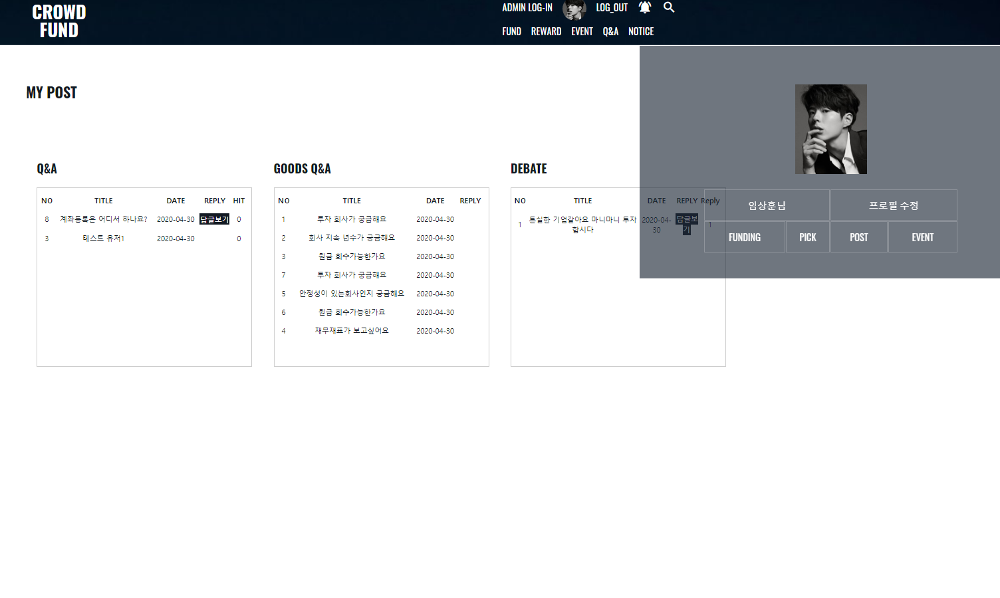 CROWD
FUND
ADMIN LOG-IN LOG_OUT
FUND REWARD EVENT Q&A NOTICE
MY POST
Q&A
NO TITLE DATE REPLY HIT
8 계좌등록은 어디서 하나요? 2020-04-30 답글보기 0
3 테스트 유저1 2020-04-30 0
GOODS Q&A
NO TITLE DATE REPLY
1 투자 회사가 궁금해요 2020-04-30
2 회사 지속 년수가 궁금해요 2020-04-30
3 원금 회수가능한가요 2020-04-30
7 투자 회사가 궁금해요 2020-04-30
5 안정성이 있는회사인지 궁금해요 2020-04-30
6 원금 회수가능한가요 2020-04-30
4 재무재표가 보고싶어요 2020-04-30
DEBATE
NO TITLE DATE REPLY Reply
1 튼실한 기업같아요 마니마니 투자 2020-04- 답글보 1
합시다 30 기
임상훈님 프로필 수정
FUNDING PICK POST EVENT